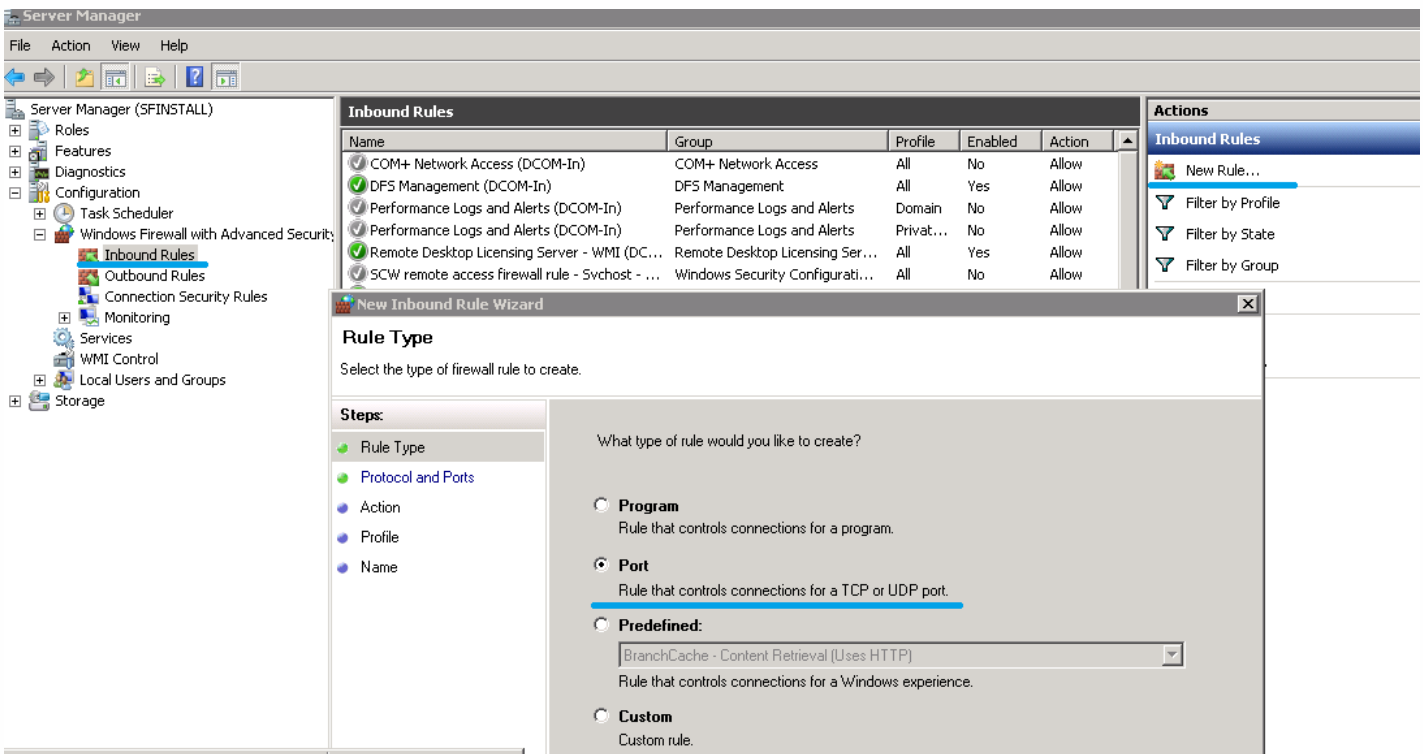 Server Manager
File Action View Help
Server Manager (SFINSTALL)
Roles
Features
Diagnostics
Configuration
Task Scheduler
Windows Firewall with Advanced Security
Inbound Rules
Outbound Rules
Connection Security Rules
Monitoring
Services
WMI Control
Local Users and Groups
Storage
Inbound Rules
Name Group Profile Enabled Action
COM+ Network Access (DCOM-In) COM+ Network Access All No Allow
DFS Management (DCOM-In) DFS Management All Yes Allow
Performance Logs and Alerts (DCOM-In) Performance Logs and Alerts Domain No Allow
Performance Logs and Alerts (DCOM-In) Performance Logs and Alerts Privat... No Allow
Remote Desktop Licensing Server - WMI (DC... Remote Desktop Licensing Ser... All Yes Allow
SCW remote access firewall rule - Svchost - ... Windows Security Configurati... All No Allow
Actions
Inbound Rules
New Rule...
Filter by Profile
Filter by State
Filter by Group
New Inbound Rule Wizard
Rule Type
Select the type of firewall rule to create.
Steps:
Rule Type
Protocol and Ports
Action
Profile
Name
What type of rule would you like to create?
Program
Rule that controls connections for a program.
Port
Rule that controls connections for a TCP or UDP port.
Predefined:
BranchCache - Content Retrieval (Uses HTTP)
Rule that controls connections for a Windows experience.
Custom
Custom rule.